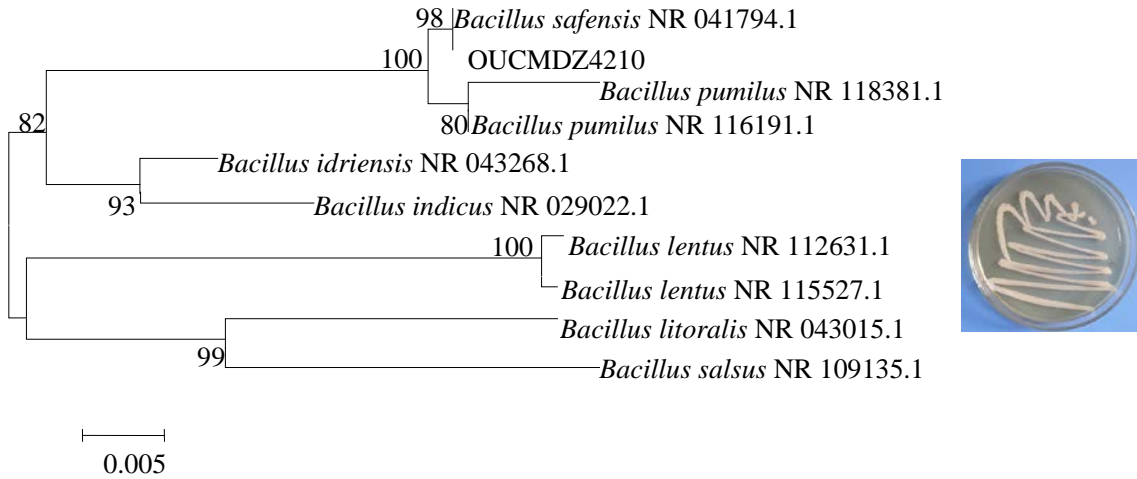 98 Bacillus safensis NR 041794.1
100 OUCMDZ4210
Bacillus pumilus NR 118381.1
82 80 Bacillus pumilus NR 116191.1
Bacillus idriensis NR 043268.1
93 Bacillus indicus NR 029022.1
100 Bacillus lentus NR 112631.1
Bacillus lentus NR 115527.1
Bacillus litoralis NR 043015.1
99 Bacillus salsus NR 109135.1
0.005